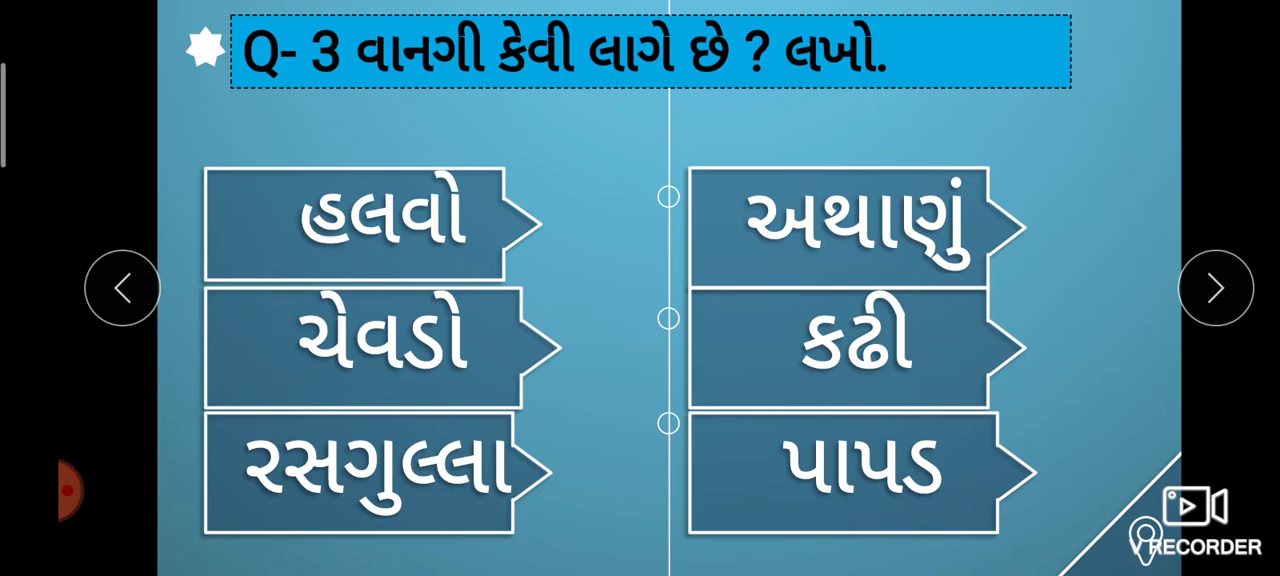 Q- 3 વાનગી કેવી લાગે છે ? લખો.
હલવો
અથાણું
ચેવડો
કઢી
રસગુલ્લા
પાપડ
V RECORDER